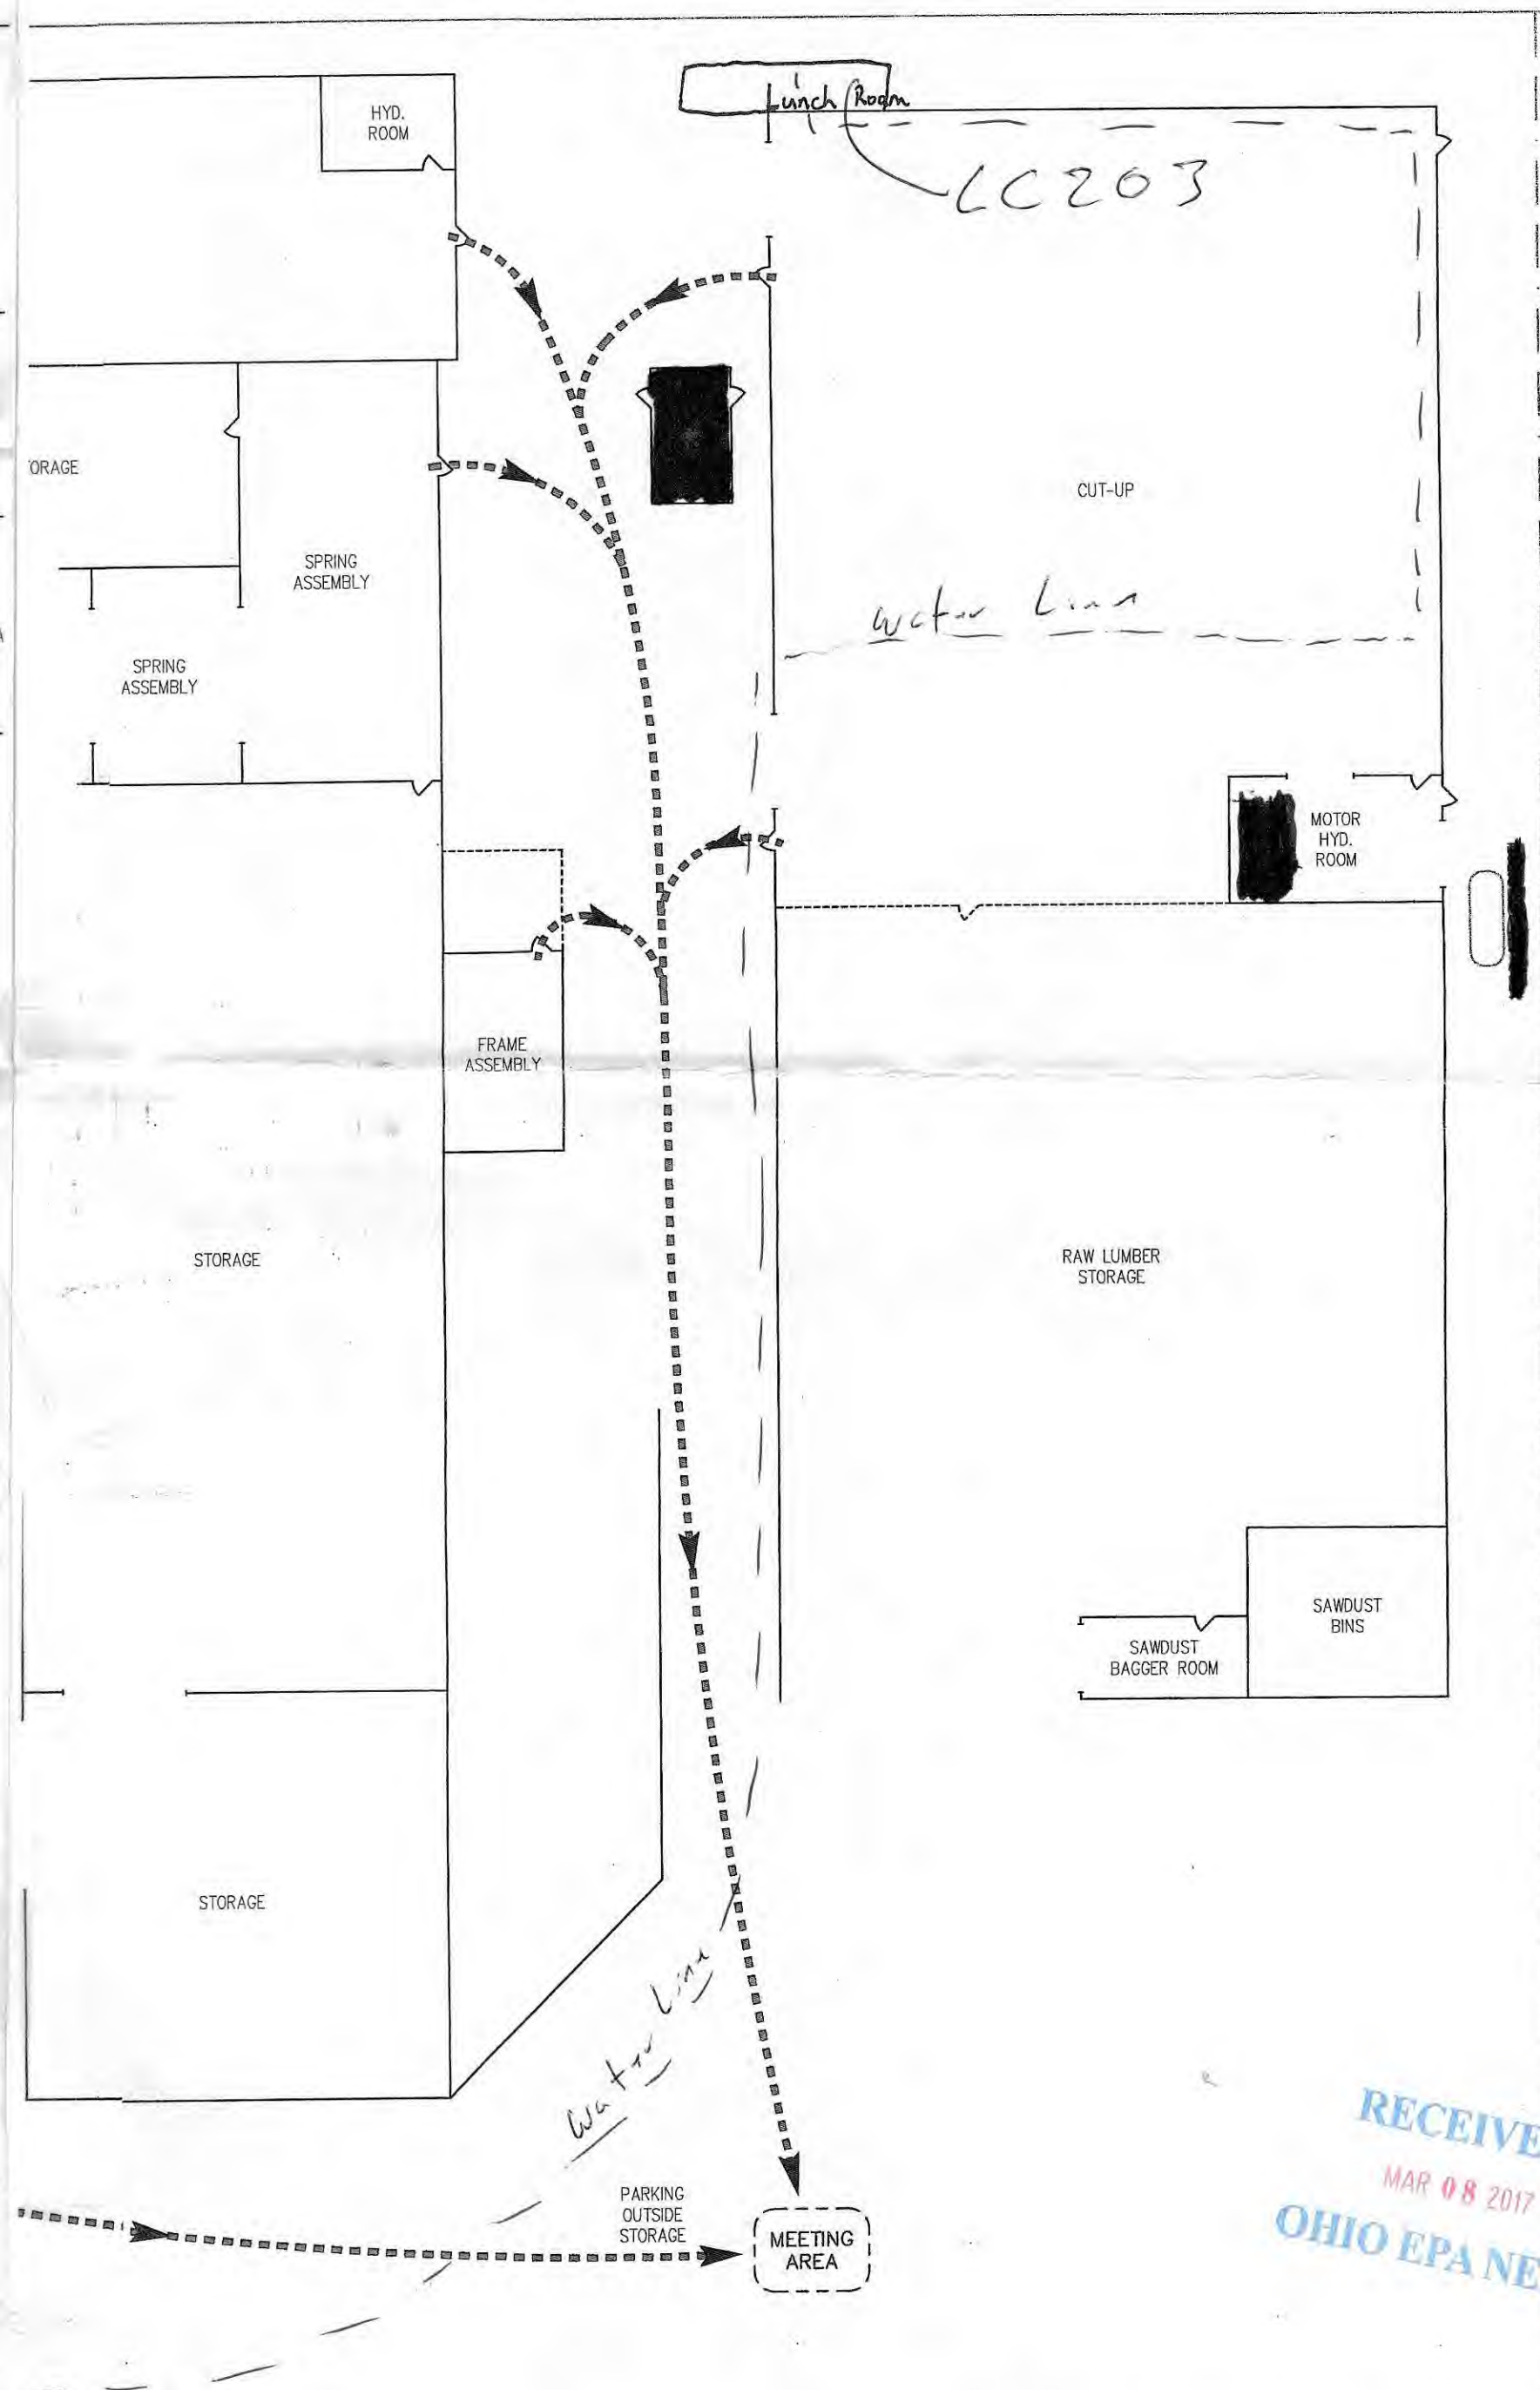 HYD.
ROOM
Lunch Room
LC203
ORAGE
CUT-UP
SPRING
ASSEMBLY
Water Line
SPRING
ASSEMBLY
MOTOR
HYD.
ROOM
FRAME
ASSEMBLY
STORAGE
RAW LUMBER
STORAGE
SAWDUST
BINS
SAWDUST
BAGGER ROOM
STORAGE
Water Line
PARKING
OUTSIDE
STORAGE
MEETING
AREA
RECEIVE
MAR 08 2017
OHIO EPA NE